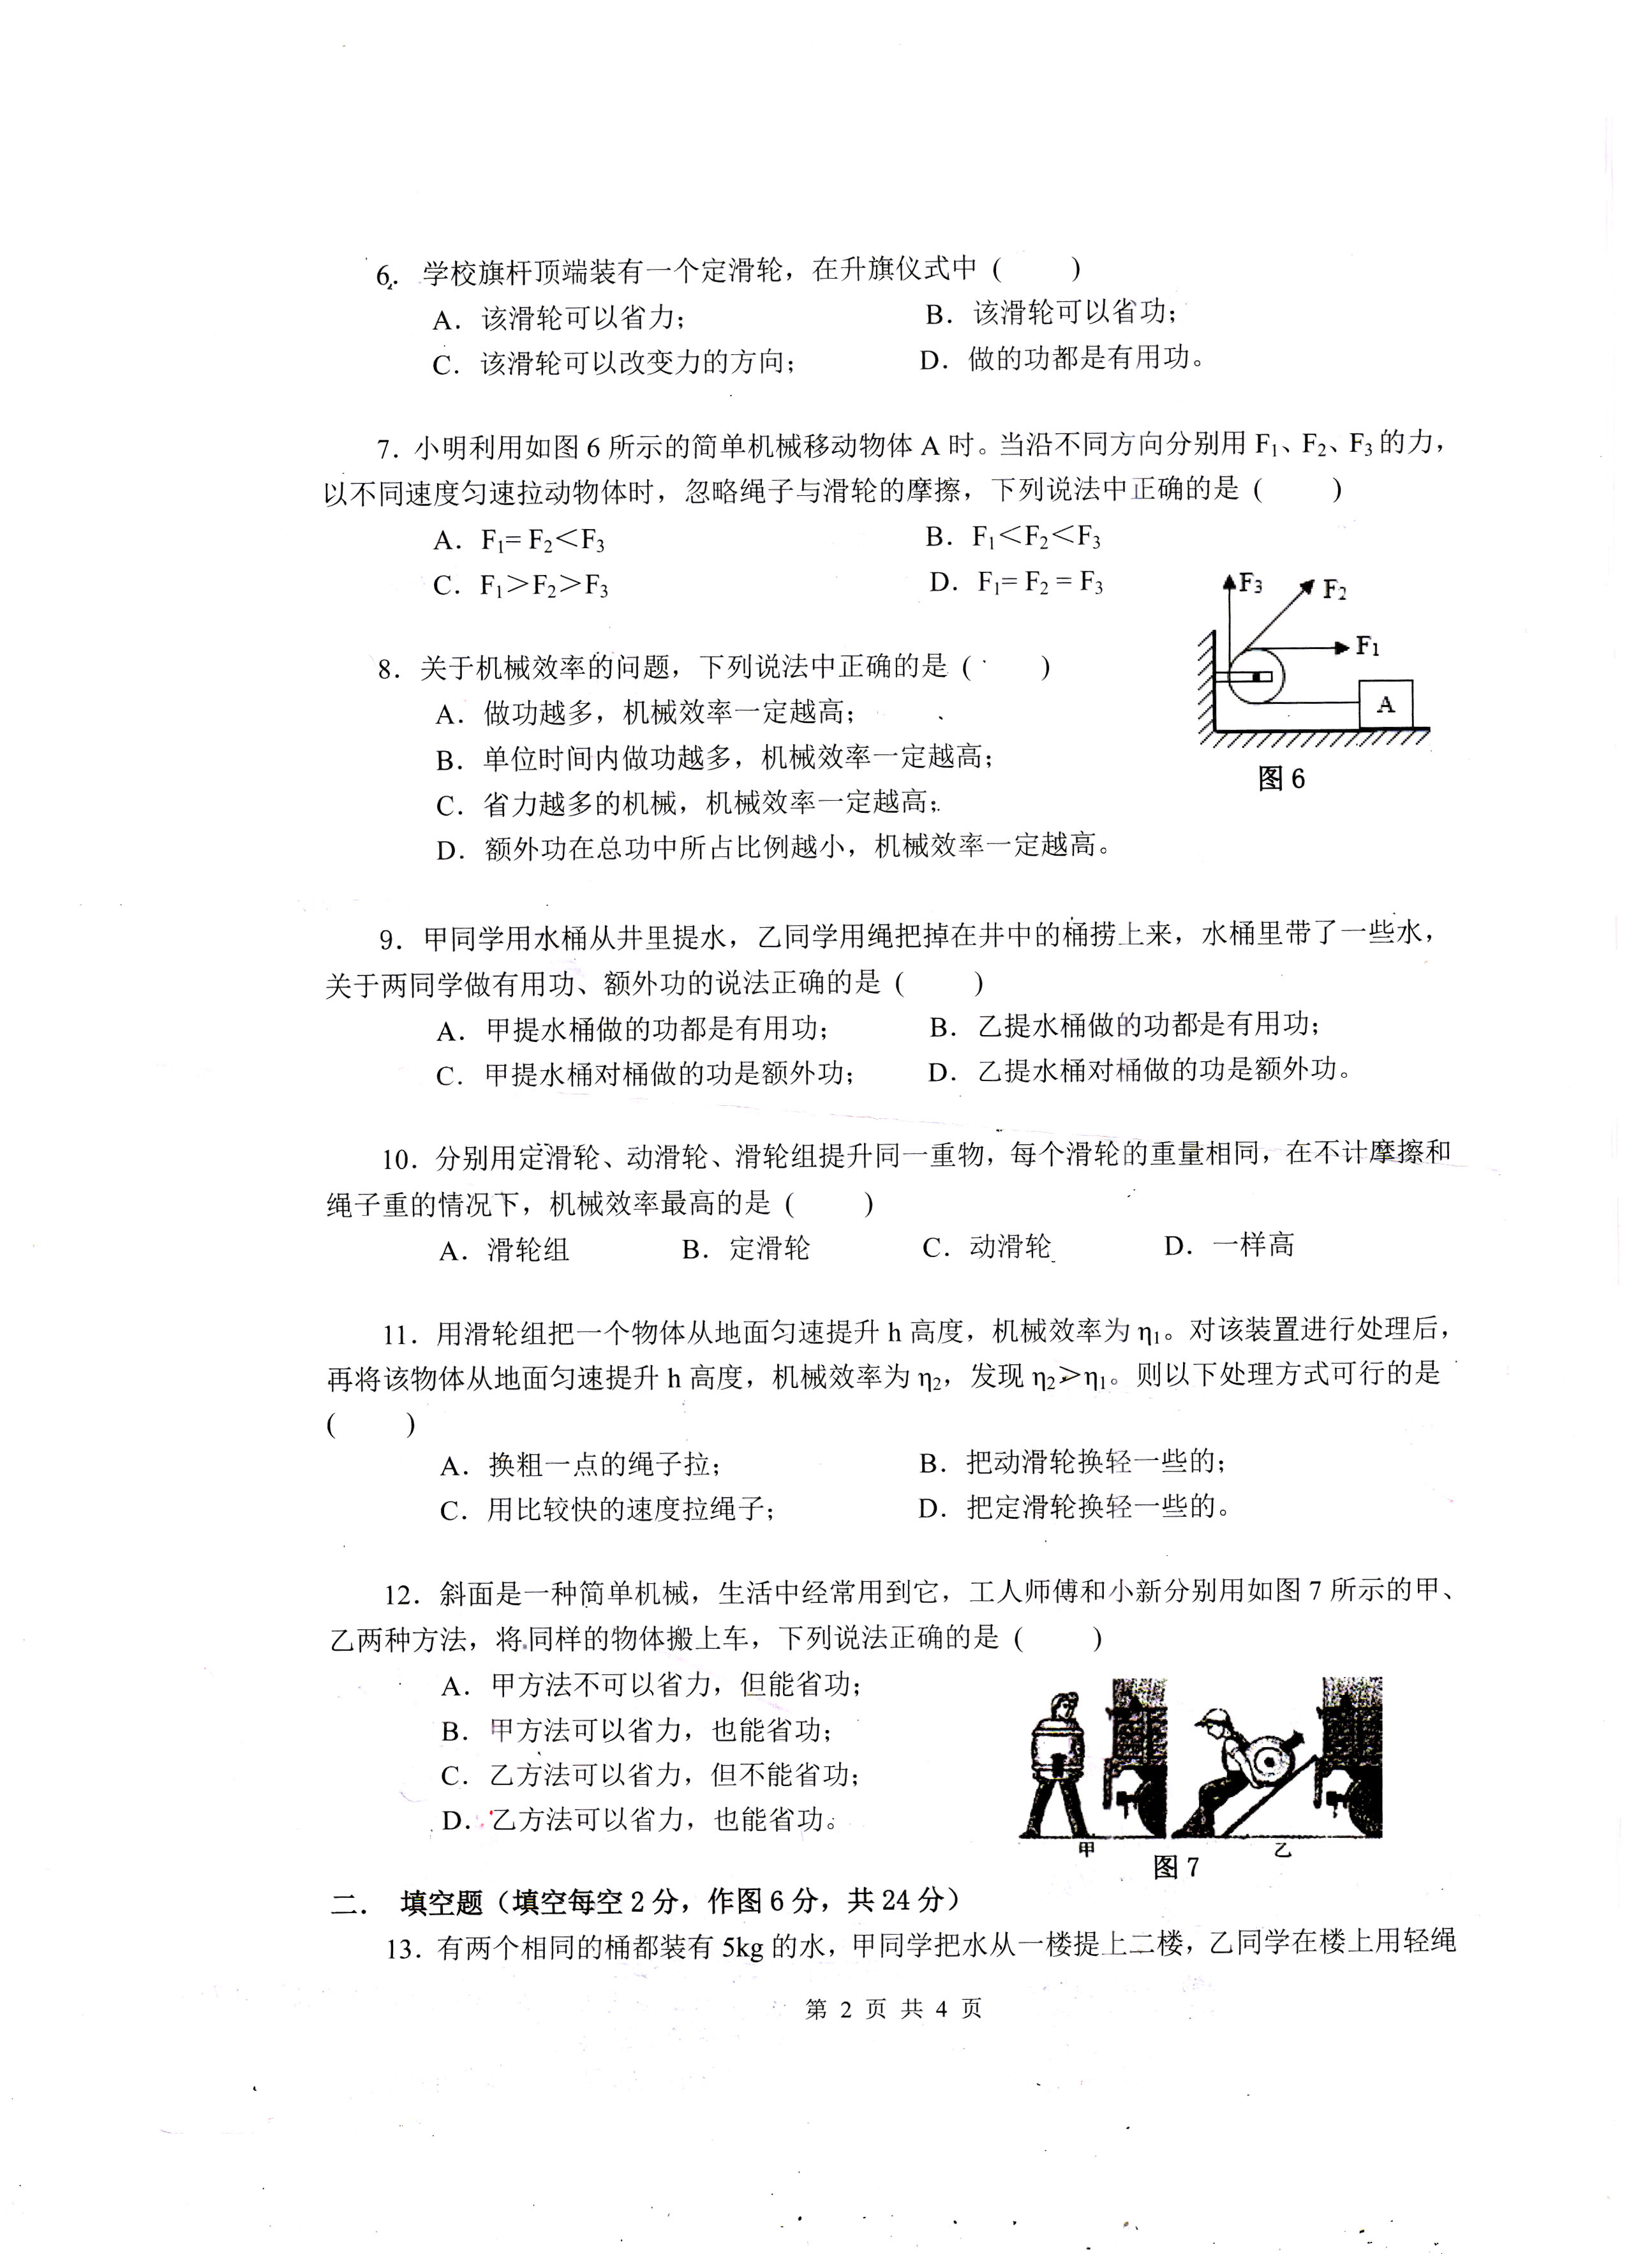 6. 学校旗杆顶端装有一个定滑轮，在升旗仪式中（　　）
A．该滑轮可以省力；　　B．该滑轮可以省功；
C．该滑轮可以改变力的方向；　　D．做的功都是有用功。
7. 小明利用如图 6 所示的简单机械移动物体 A 时。当沿不同方向分别用 F₁、F₂、F₃ 的力，
以不同速度匀速拉动物体时，忽略绳子与滑轮的摩擦，下列说法中正确的是（　　）
A．F₁= F₂＜F₃　　B．F₁＜F₂＜F₃
C．F₁＞F₂＞F₃　　D．F₁= F₂ = F₃
F₃
F₂
F₁
A
图 6
8. 关于机械效率的问题，下列说法中正确的是（　　）
A．做功越多，机械效率一定越高；
B．单位时间内做功越多，机械效率一定越高；
C．省力越多的机械，机械效率一定越高；
D．额外功在总功中所占比例越小，机械效率一定越高。
9. 甲同学用水桶从井里提水，乙同学用绳把掉在井中的桶捞上来，水桶里带了一些水，
关于两同学做有用功、额外功的说法正确的是（　　）
A．甲提水桶做的功都是有用功；　　B．乙提水桶做的功都是有用功；
C．甲提水桶对桶做的功是额外功；　　D．乙提水桶对桶做的功是额外功。
10. 分别用定滑轮、动滑轮、滑轮组提升同一重物，每个滑轮的重量相同，在不计摩擦和
绳子重的情况下，机械效率最高的是（　　）
A．滑轮组　　B．定滑轮　　C．动滑轮　　D．一样高
11. 用滑轮组把一个物体从地面匀速提升 h 高度，机械效率为 η₁。对该装置进行处理后，
再将该物体从地面匀速提升 h 高度，机械效率为 η₂，发现 η₂＞η₁。则以下处理方式可行的是
（　　）
A．换粗一点的绳子拉；　　B．把动滑轮换轻一些的；
C．用比较快的速度拉绳子；　　D．把定滑轮换轻一些的。
12. 斜面是一种简单机械，生活中经常用到它，工人师傅和小新分别用如图 7 所示的甲、
乙两种方法，将同样的物体搬上车，下列说法正确的是（　　）
A．甲方法不可以省力，但能省功；
B．甲方法可以省力，也能省功；
C．乙方法可以省力，但不能省功；
D．乙方法可以省力，也能省功。
甲　　乙
图 7
二． 填空题（填空每空 2 分，作图 6 分，共 24 分）
13. 有两个相同的桶都装有 5kg 的水，甲同学把水从一楼提上二楼，乙同学在楼上用轻绳
第 2 页 共 4 页